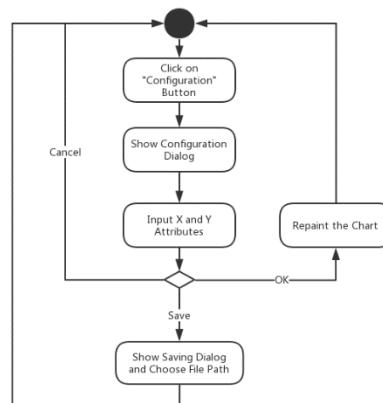 Click on
"Configuration"
Button
Show Configuration
Dialog
Cancel
Input X and Y
Attributes
Repaint the Chart
OK
Save
Show Saving Dialog
and Choose File Path